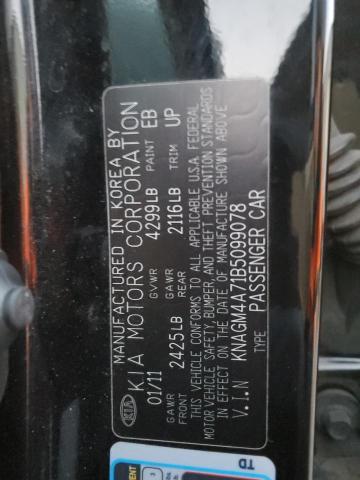 MANUFACTURED IN KOREA BY
KIA MOTORS CORPORATION
01/11 GVWR 4299LB PAINT EB
GAWR FRONT 2425LB GAWR REAR 2116LB TRIM UP
THIS VEHICLE CONFORMS TO ALL APPLICABLE U.S.A. FEDERAL
MOTOR VEHICLE SAFETY, BUMPER, AND THEFT PREVENTION STANDARDS
IN EFFECT ON THE DATE OF MANUFACTURE SHOWN ABOVE
V.I.N KNAGM4A71B5099078
TYPE PASSENGER CAR
KIA
TD